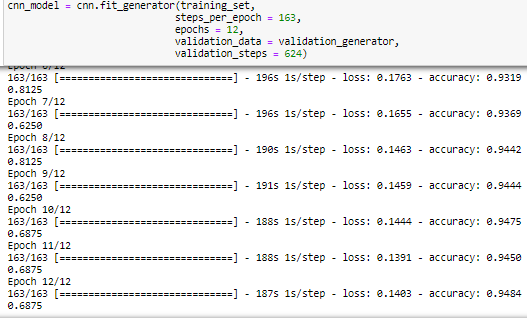 cnn_model = cnn.fit_generator(training_set,
steps_per_epoch = 163,
epochs = 12,
validation_data = validation_generator,
validation_steps = 624)
Epoch 6/12
163/163 [==============================] - 196s 1s/step - loss: 0.1763 - accuracy: 0.9319
0.8125
Epoch 7/12
163/163 [==============================] - 196s 1s/step - loss: 0.1655 - accuracy: 0.9369
0.6250
Epoch 8/12
163/163 [==============================] - 190s 1s/step - loss: 0.1463 - accuracy: 0.9442
0.8125
Epoch 9/12
163/163 [==============================] - 191s 1s/step - loss: 0.1459 - accuracy: 0.9444
0.6250
Epoch 10/12
163/163 [==============================] - 188s 1s/step - loss: 0.1444 - accuracy: 0.9475
0.6875
Epoch 11/12
163/163 [==============================] - 188s 1s/step - loss: 0.1391 - accuracy: 0.9450
0.6875
Epoch 12/12
163/163 [==============================] - 187s 1s/step - loss: 0.1403 - accuracy: 0.9484
0.6875